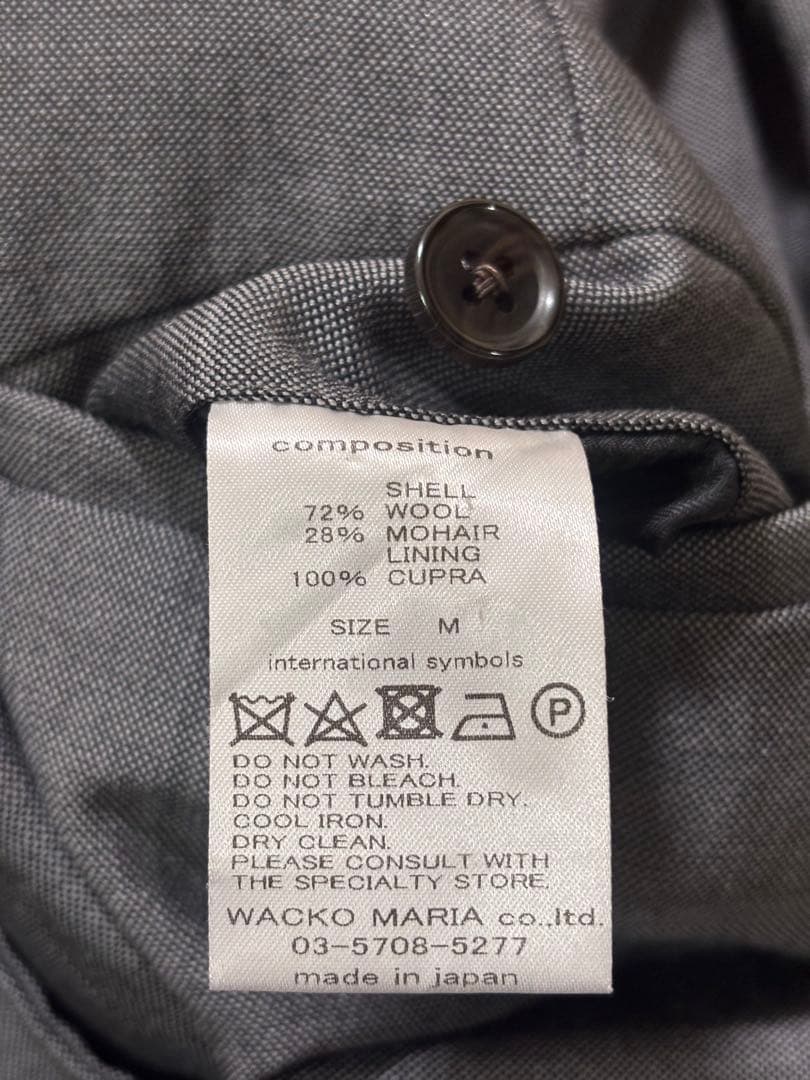 composition
SHELL
72% WOOL
28% MOHAIR
LINING
100% CUPRA
SIZE M
international symbols
P
DO NOT WASH.
DO NOT BLEACH.
DO NOT TUMBLE DRY.
COOL IRON.
DRY CLEAN.
PLEASE CONSULT WITH
THE SPECIALTY STORE.
WACKO MARIA co.,ltd.
03-5708-5277
made in japan